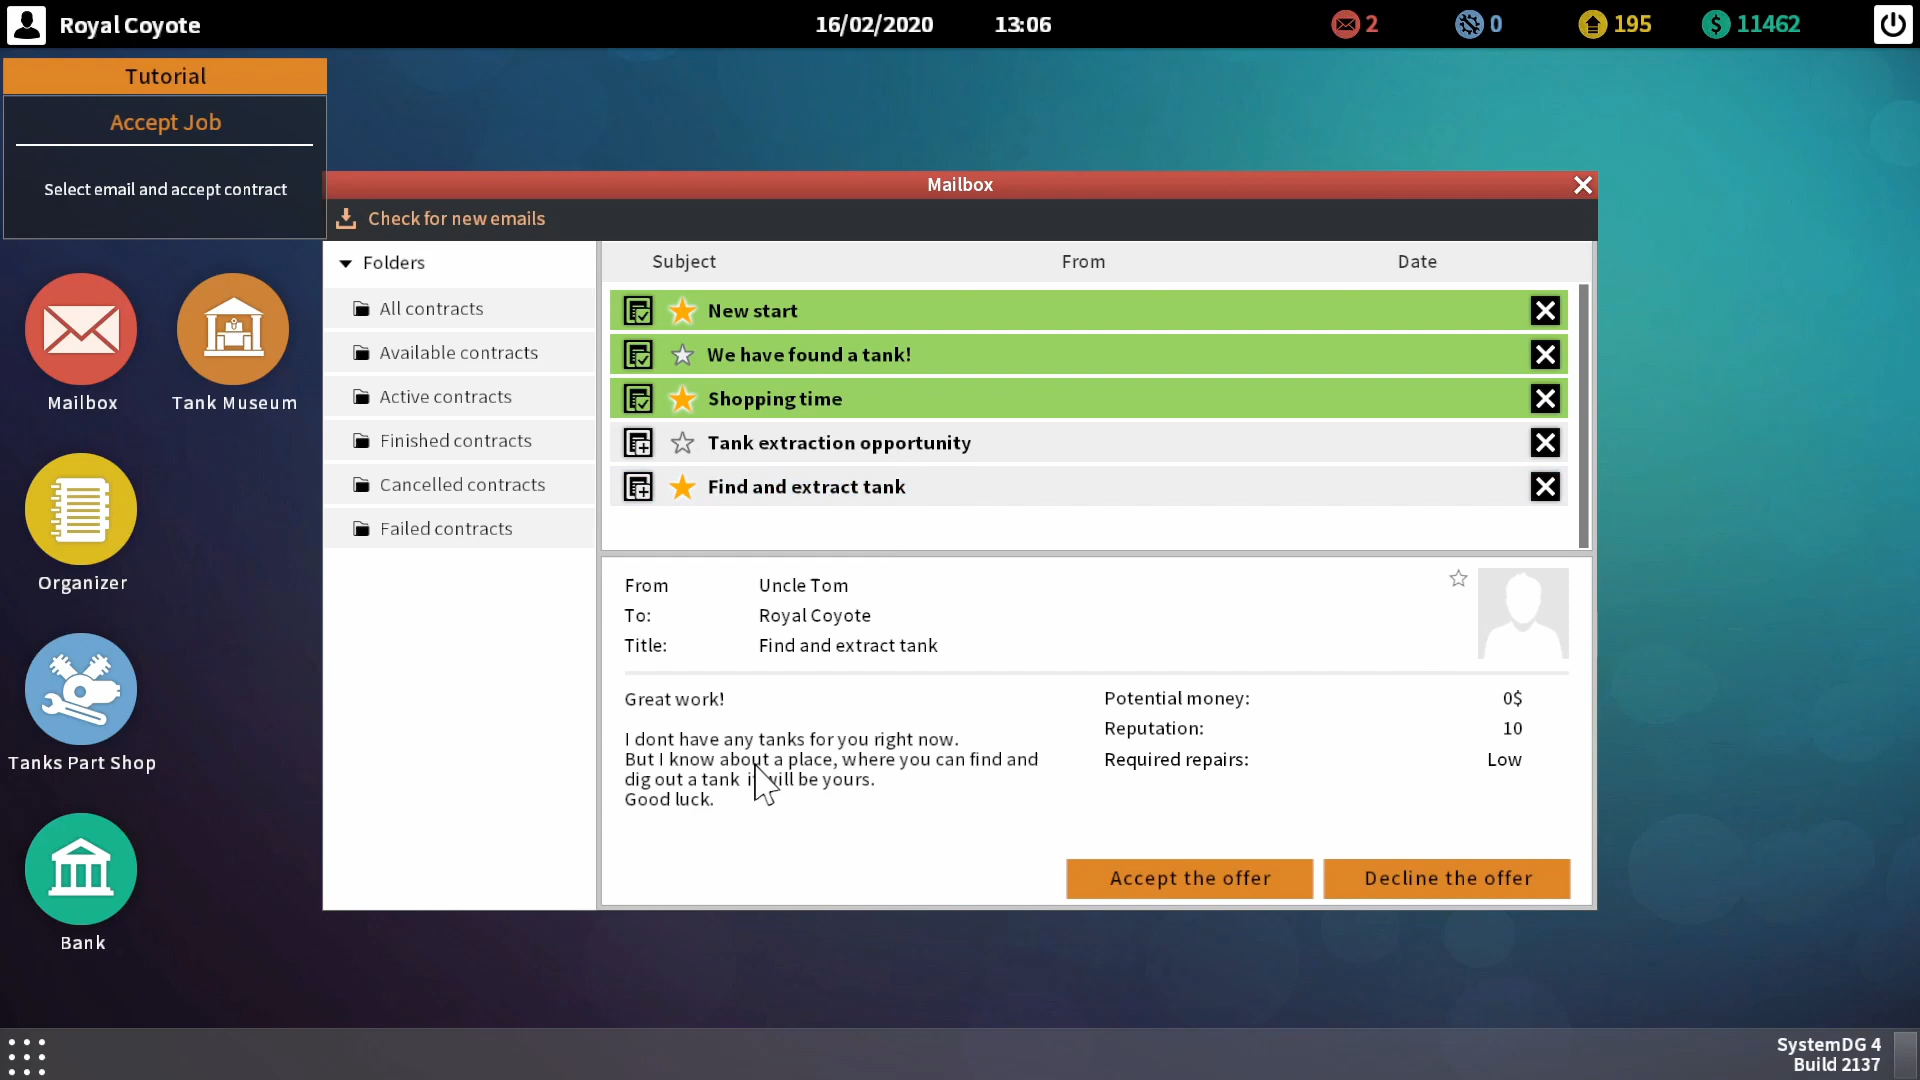 Royal Coyote
16/02/2020 13:06
2
0
195
11462
Tutorial
Accept Job
Select email and accept contract
Mailbox
Tank Museum
Organizer
Tanks Part Shop
Bank
Mailbox
Check for new emails
Folders
All contracts
Available contracts
Active contracts
Finished contracts
Cancelled contracts
Failed contracts
Subject From Date
New start
We have found a tank!
Shopping time
Tank extraction opportunity
Find and extract tank
From Uncle Tom
To: Royal Coyote
Title: Find and extract tank
Great work!
I dont have any tanks for you right now.
But I know about a place, where you can find and
dig out a tank will be yours.
Good luck.
Potential money: 0$
Reputation: 10
Required repairs: Low
Accept the offer
Decline the offer
SystemDG 4
Build 2137